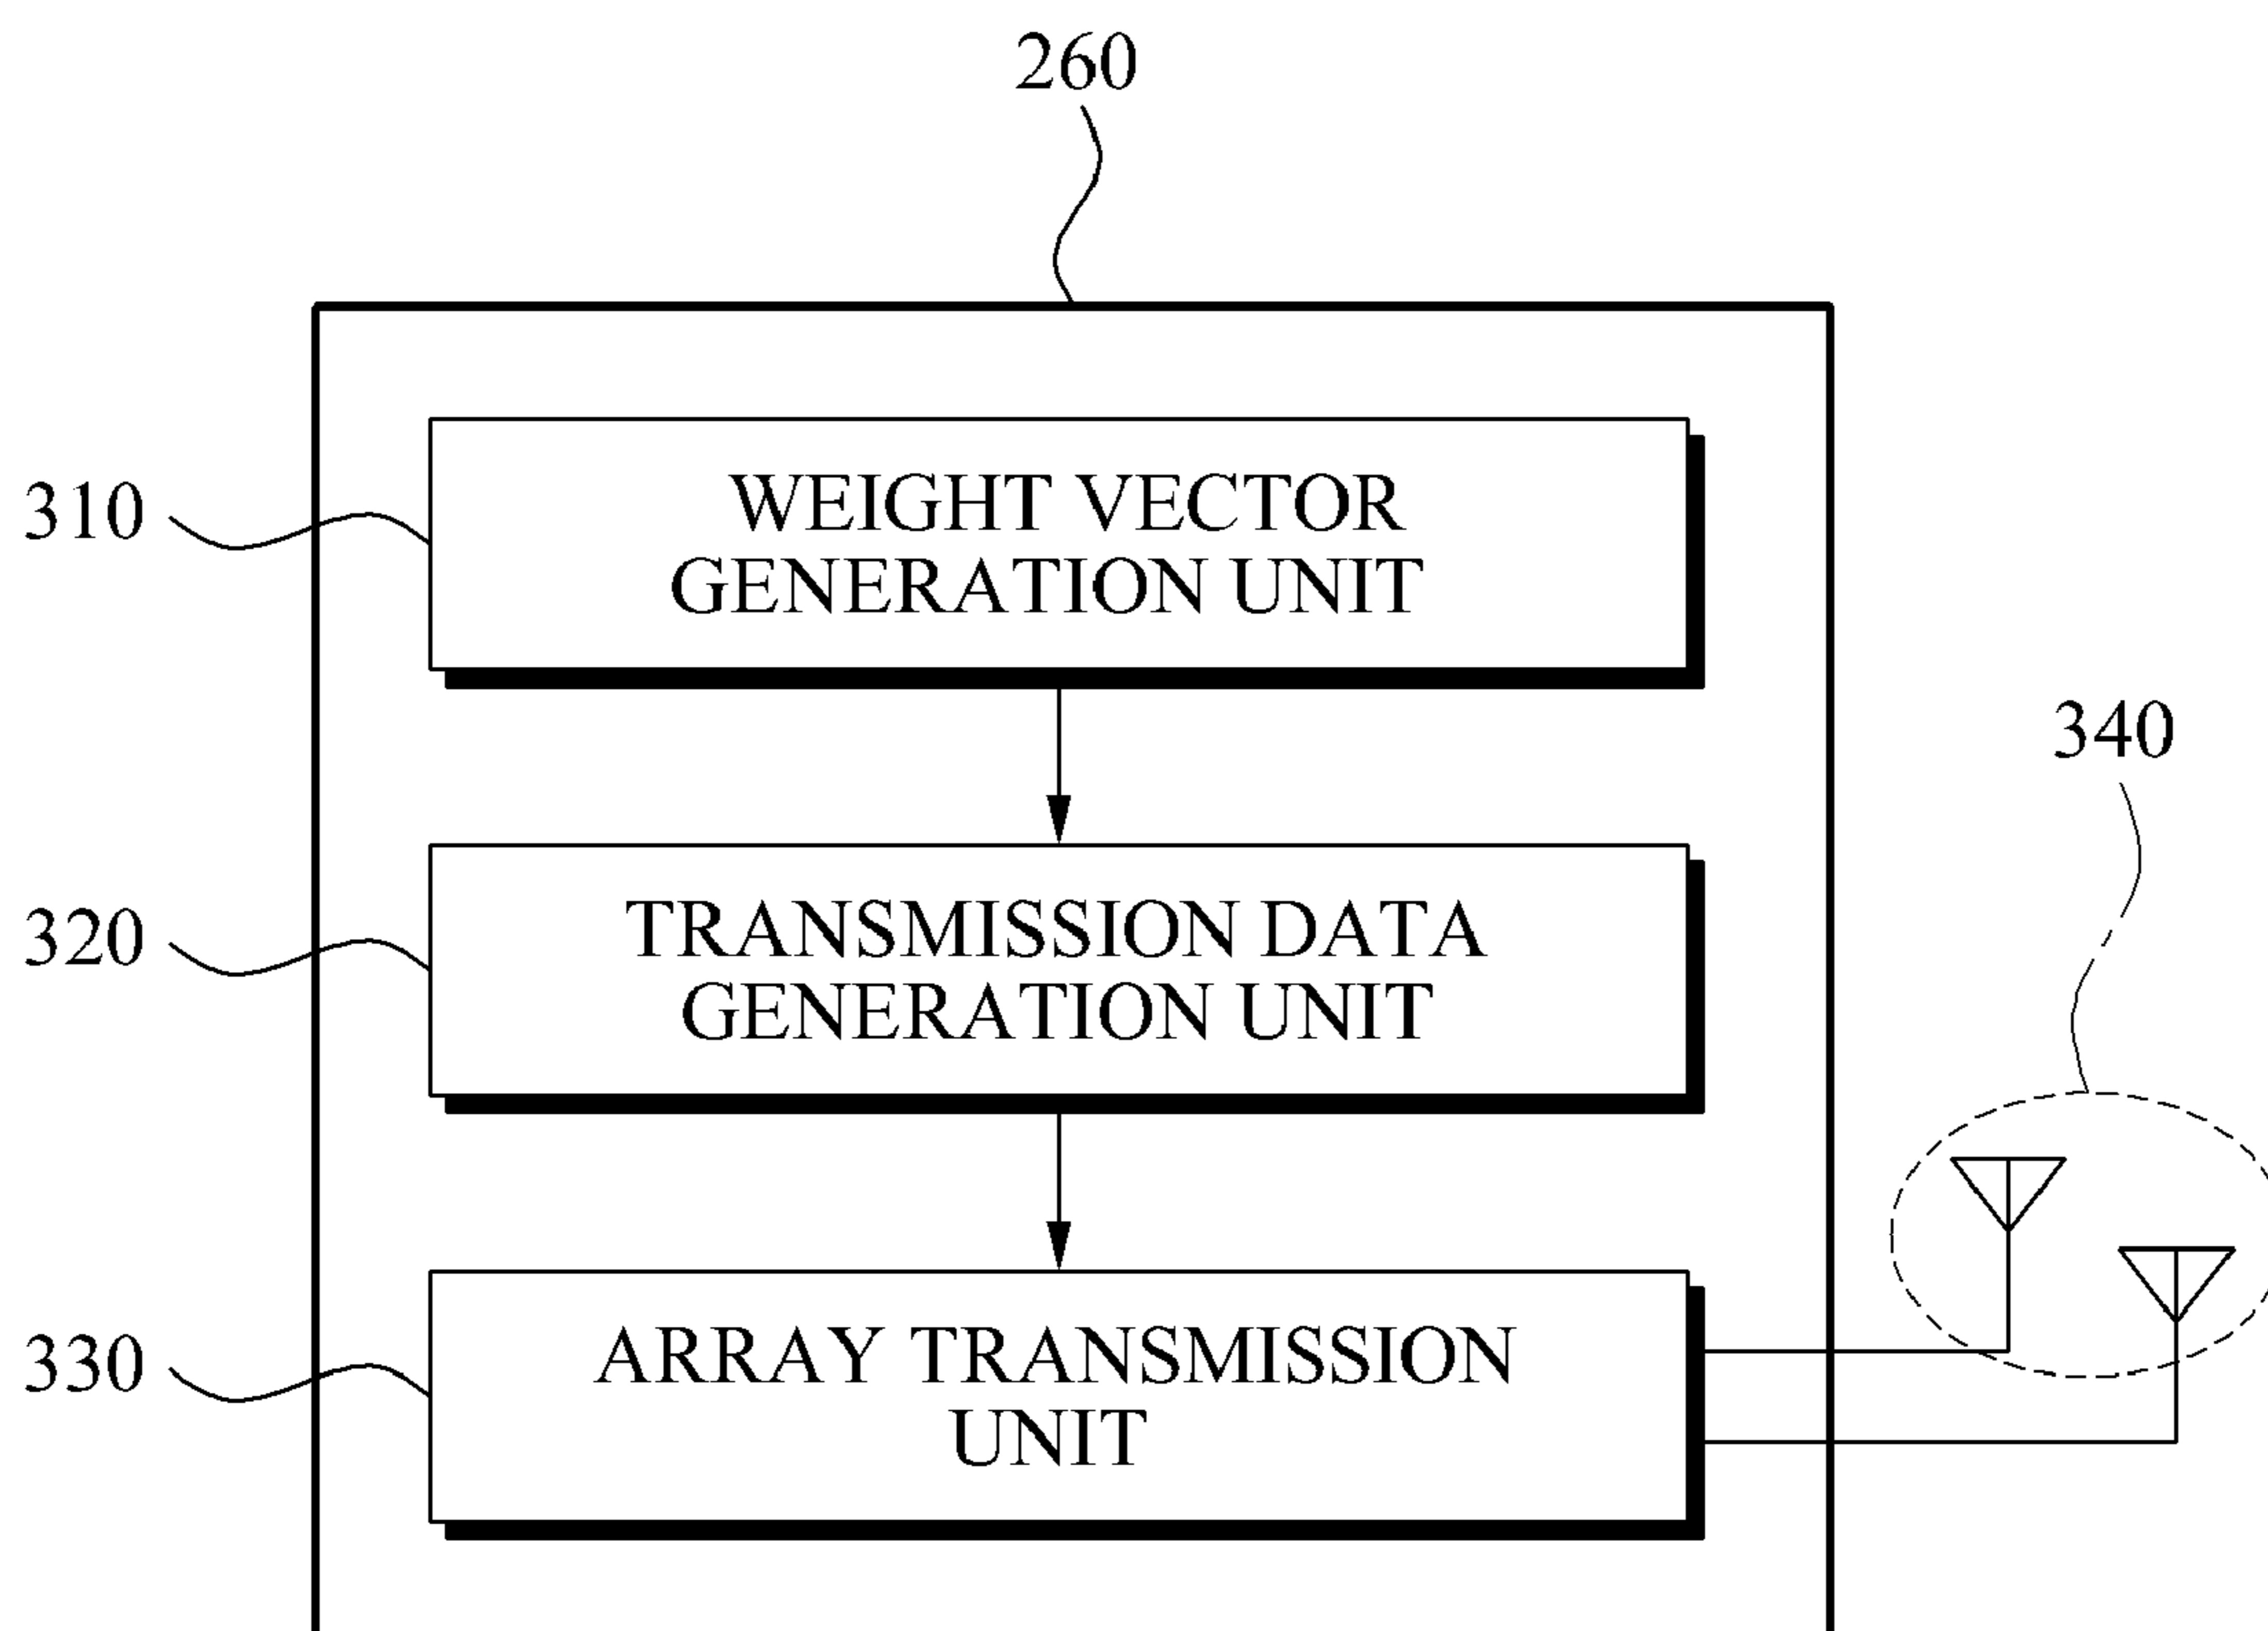 260
310
WEIGHT VECTOR
GENERATION UNIT
340
320
TRANSMISSION DATA
GENERATION UNIT
330
ARRAY TRANSMISSION
UNIT